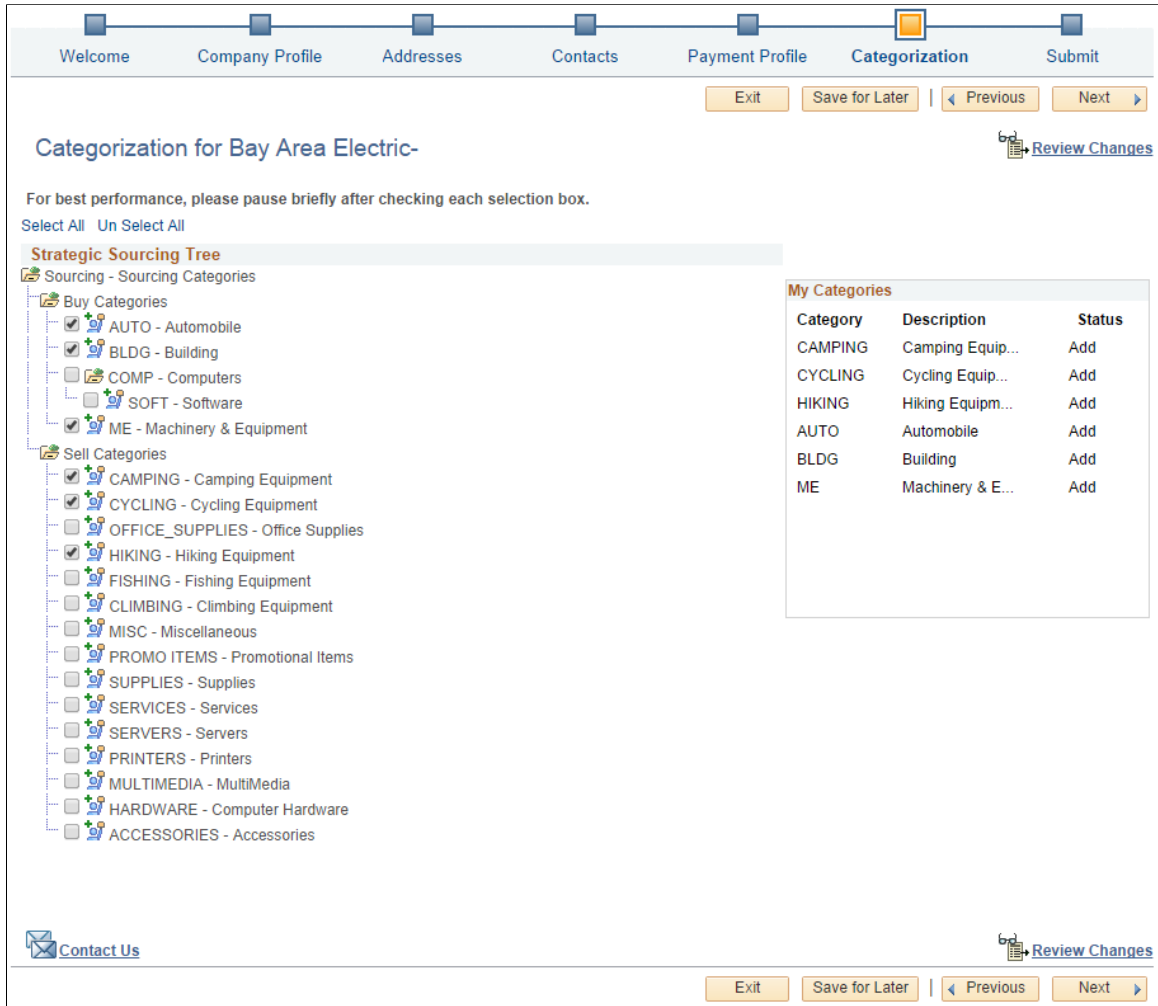 Welcome Company Profile Addresses Contacts Payment Profile Categorization Submit
Exit Save for Later | Previous Next
Categorization for Bay Area Electric-
Review Changes
For best performance, please pause briefly after checking each selection box.
Select All Un Select All
Strategic Sourcing Tree
Sourcing - Sourcing Categories
Buy Categories
AUTO - Automobile
BLDG - Building
COMP - Computers
SOFT - Software
ME - Machinery & Equipment
Sell Categories
CAMPING - Camping Equipment
CYCLING - Cycling Equipment
OFFICE_SUPPLIES - Office Supplies
HIKING - Hiking Equipment
FISHING - Fishing Equipment
CLIMBING - Climbing Equipment
MISC - Miscellaneous
PROMO ITEMS - Promotional Items
SUPPLIES - Supplies
SERVICES - Services
SERVERS - Servers
PRINTERS - Printers
MULTIMEDIA - MultiMedia
HARDWARE - Computer Hardware
ACCESSORIES - Accessories
My Categories
Category Description Status
CAMPING Camping Equip... Add
CYCLING Cycling Equip... Add
HIKING Hiking Equipm... Add
AUTO Automobile Add
BLDG Building Add
ME Machinery & E... Add
Contact Us
Review Changes
Exit Save for Later | Previous Next